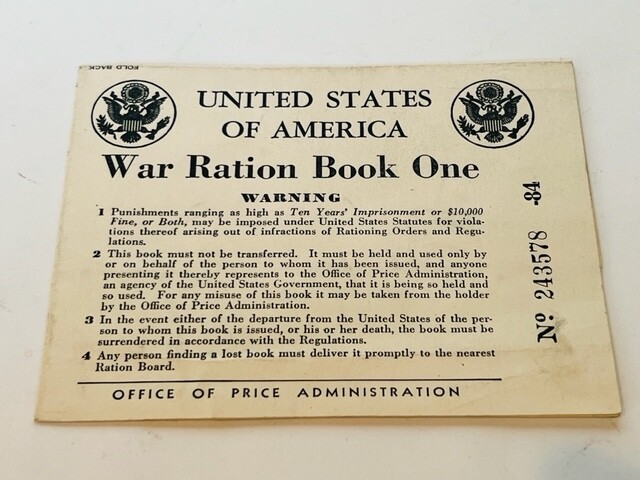 FOLD BACK
UNITED STATES
OF AMERICA
War Ration Book One
WARNING
1 Punishments ranging as high as Ten Years' Imprisonment or $10,000
Fine, or Both, may be imposed under United States Statutes for viola-
tions thereof arising out of infractions of Rationing Orders and Regu-
lations.
2 This book must not be transferred. It must be held and used only by
or on behalf of the person to whom it has been issued, and anyone
presenting it thereby represents to the Office of Price Administration,
an agency of the United States Government, that it is being so held and
so used. For any misuse of this book it may be taken from the holder
by the Office of Price Administration.
3 In the event either of the departure from the United States of the per-
son to whom this book is issued, or his or her death, the book must be
surrendered in accordance with the Regulations.
4 Any person finding a lost book must deliver it promptly to the nearest
Ration Board.
OFFICE OF PRICE ADMINISTRATION
No 243578 -84